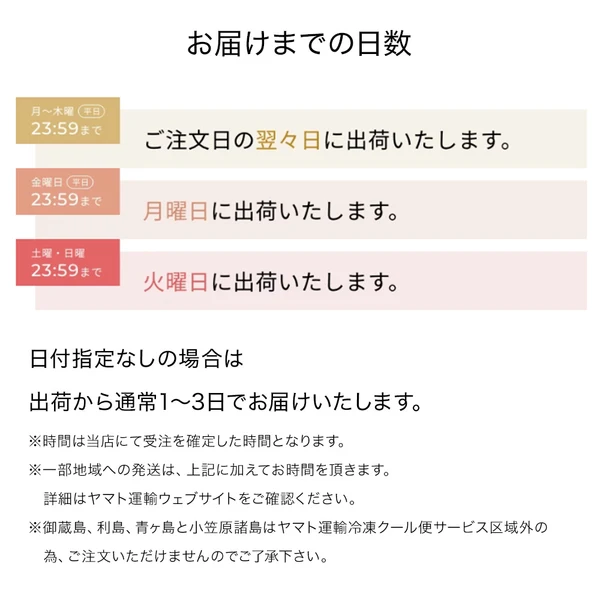 お届けまでの日数
月〜木曜 平日
23:59まで
ご注文日の翌々日に出荷いたします。
金曜日 平日
23:59まで
月曜日に出荷いたします。
土曜・日曜
23:59まで
火曜日に出荷いたします。
日付指定なしの場合は
出荷から通常1〜3日でお届けいたします。
※時間は当店にて受注を確定した時間となります。
※一部地域への発送は、上記に加えてお時間を頂きます。
詳細はヤマト運輸ウェブサイトをご確認ください。
※御蔵島、利島、青ヶ島と小笠原諸島はヤマト運輸冷凍クール便サービス区域外の
為、ご注文いただけませんのでご了承下さい。